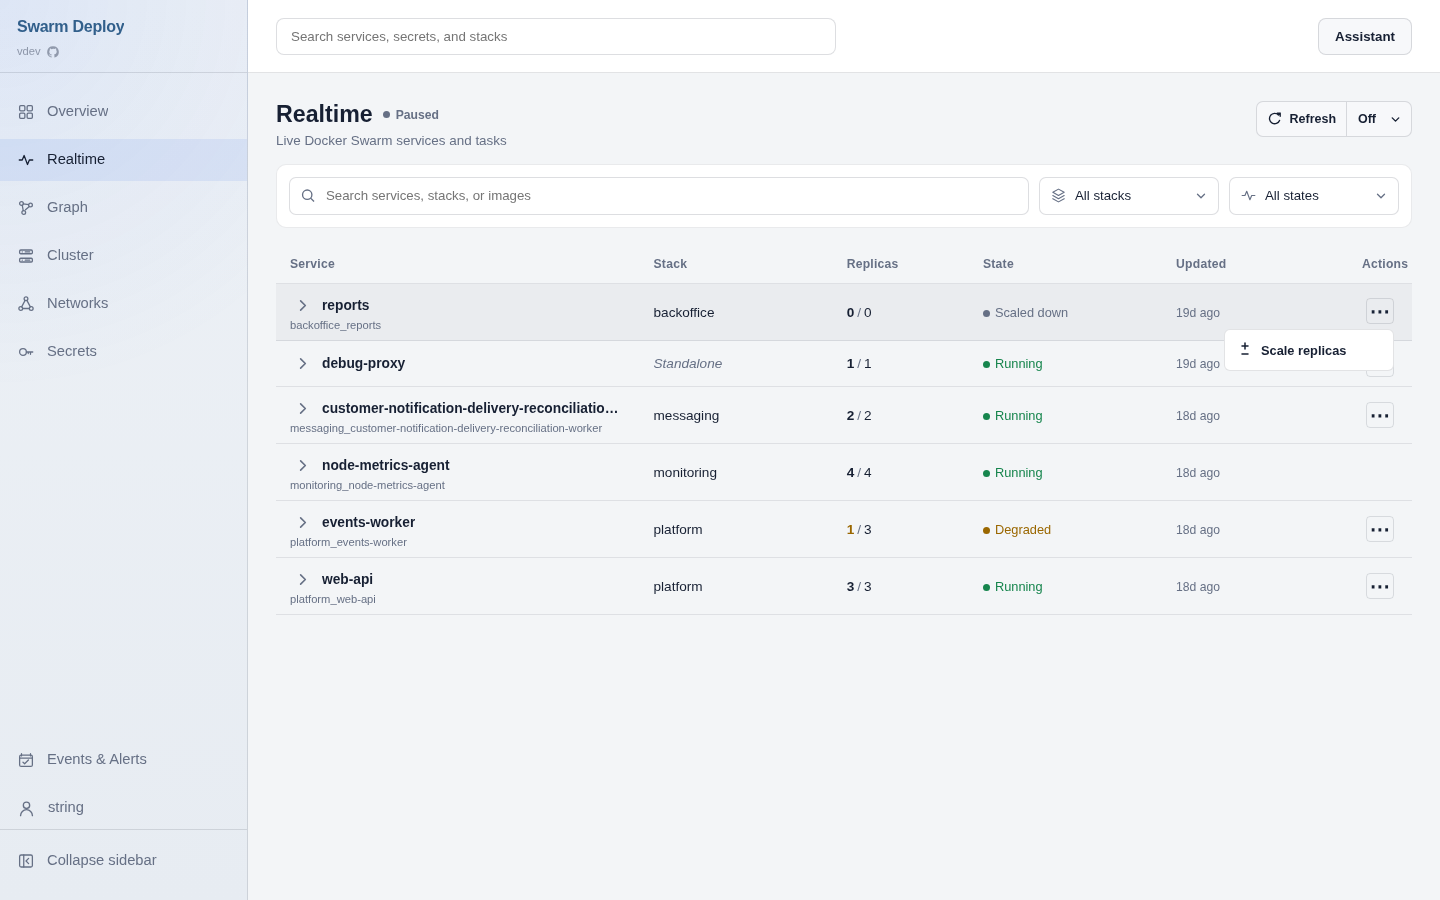 Swarm Deploy
vdev
Overview
Realtime
Graph
Cluster
Networks
Secrets
Events & Alerts
string
Collapse sidebar
Search services, secrets, and stacks
Assistant
Realtime
Paused
Live Docker Swarm services and tasks
Refresh
Off
Search services, stacks, or images
All stacks
All states
Service Stack Replicas State Updated Actions
reports backoffice 0 / 0 Scaled down 19d ago
backoffice_reports
Scale replicas
debug-proxy Standalone 1 / 1 Running 19d ago
customer-notification-delivery-reconciliatio… messaging 2 / 2 Running 18d ago
messaging_customer-notification-delivery-reconciliation-worker
node-metrics-agent monitoring 4 / 4 Running 18d ago
monitoring_node-metrics-agent
events-worker platform 1 / 3 Degraded 18d ago
platform_events-worker
web-api platform 3 / 3 Running 18d ago
platform_web-api